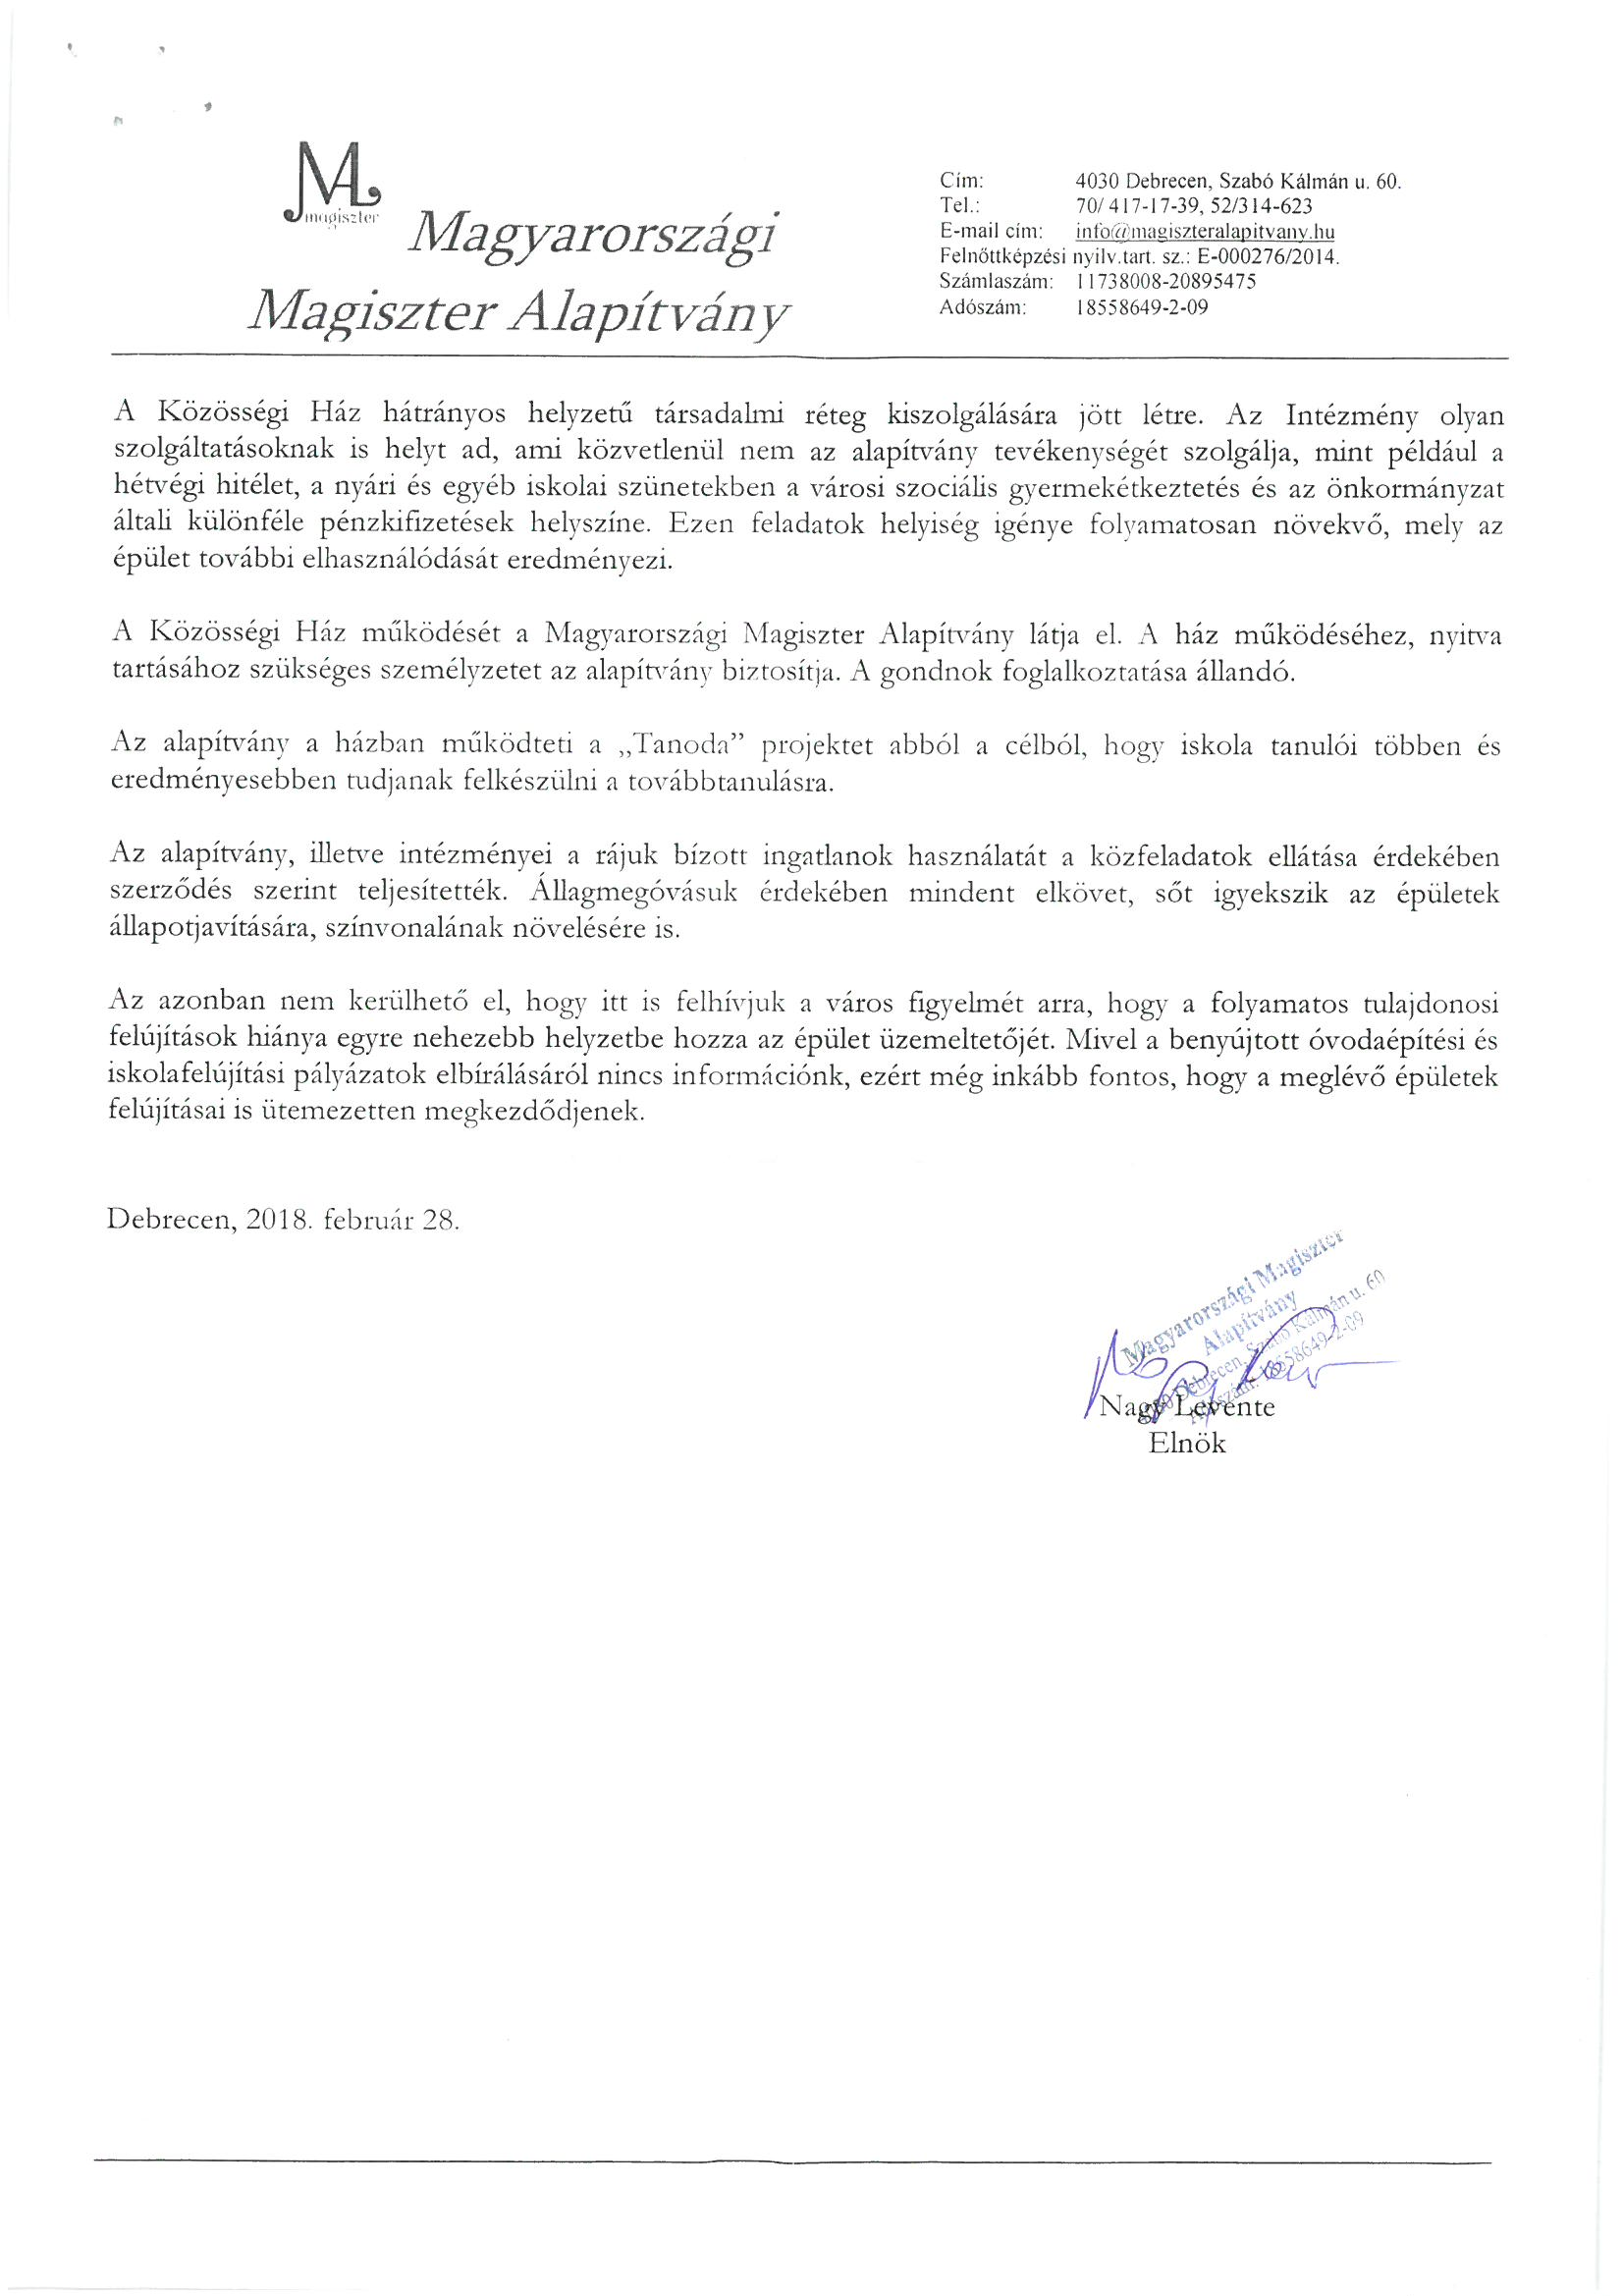 magiszter
Magyarországi
Magiszter Alapítvány
Cím: 4030 Debrecen, Szabó Kálmán u. 60.
Tel.: 70/ 417-17-39, 52/314-623
E-mail cím: info@magiszteralapitvany.hu
Felnőttképzési nyilv.tart. sz.: E-000276/2014.
Számlaszám: 11738008-20895475
Adószám: 18558649-2-09
A Közösségi Ház hátrányos helyzetű társadalmi réteg kiszolgálására jött létre. Az Intézmény olyan
szolgáltatásoknak is helyt ad, ami közvetlenül nem az alapítvány tevékenységét szolgálja, mint például a
hétvégi hitélet, a nyári és egyéb iskolai szünetekben a városi szociális gyermekétkeztetés és az önkormányzat
általi különféle pénzkifizetések helyszíne. Ezen feladatok helyiség igénye folyamatosan növekvő, mely az
épület további elhasználódását eredményezi.
A Közösségi Ház működését a Magyarországi Magiszter Alapítvány látja el. A ház működéséhez, nyitva
tartásához szükséges személyzetet az alapítvány biztosítja. A gondnok foglalkoztatása állandó.
Az alapítvány a házban működteti a „Tanoda” projektet abból a célból, hogy iskola tanulói többen és
eredményesebben tudjanak felkészülni a továbbtanulásra.
Az alapítvány, illetve intézményei a rájuk bízott ingatlanok használatát a közfeladatok ellátása érdekében
szerződés szerint teljesítették. Állagmegóvásuk érdekében mindent elkövet, sőt igyekszik az épületek
állapotjavítására, színvonalának növelésére is.
Az azonban nem kerülhető el, hogy itt is felhívjuk a város figyelmét arra, hogy a folyamatos tulajdonosi
felújítások hiánya egyre nehezebb helyzetbe hozza az épület üzemeltetőjét. Mivel a benyújtott óvodaépítési és
iskolafelújítási pályázatok elbírálásáról nincs információnk, ezért még inkább fontos, hogy a meglévő épületek
felújításai is ütemezetten megkezdődjenek.
Debrecen, 2018. február 28.
Magyarországi Magiszter
Alapítvány
Debrecen, Szabó Kálmán u. 60
Adószám: 18558649-2-09
Nagy Levente
Elnök